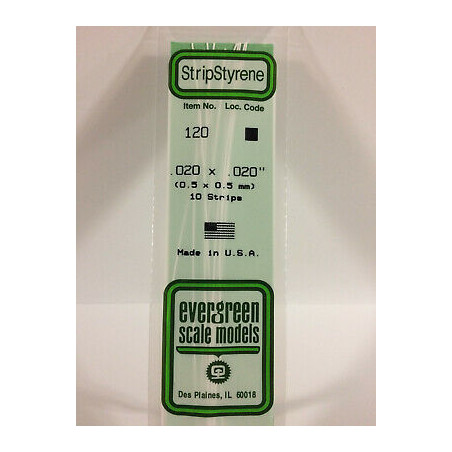 StripStyrene
Item No. Loc. Code
120
.020 x .020"
(0.5 x 0.5 mm)
10 Strips
Made in U.S.A.
evergreen
scale models
Des Plaines, IL 60018